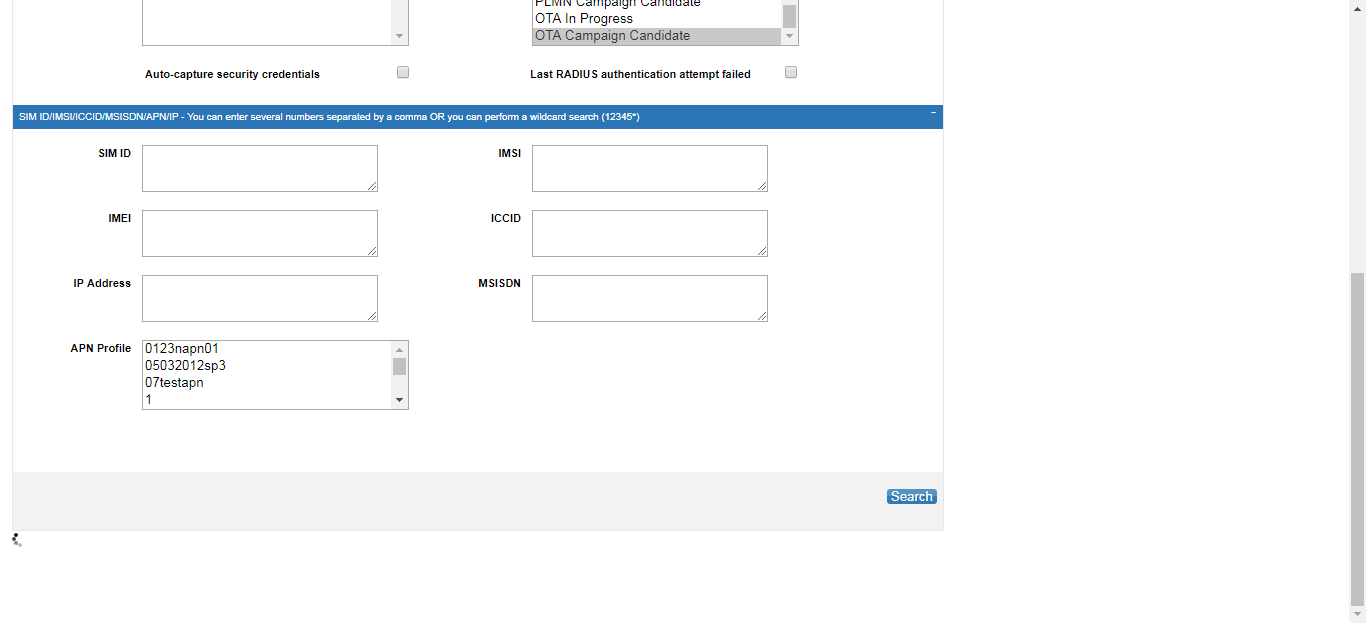 PLMN Campaign Candidate
OTA In Progress
OTA Campaign Candidate
Auto-capture security credentials
Last RADIUS authentication attempt failed
SIM ID/IMSI/ICCID/MSISDN/APN/IP - You can enter several numbers separated by a comma OR you can perform a wildcard search (12345*)
SIM ID
IMSI
IMEI
ICCID
IP Address
MSISDN
APN Profile
0123napn01
05032012sp3
07testapn
1
Search